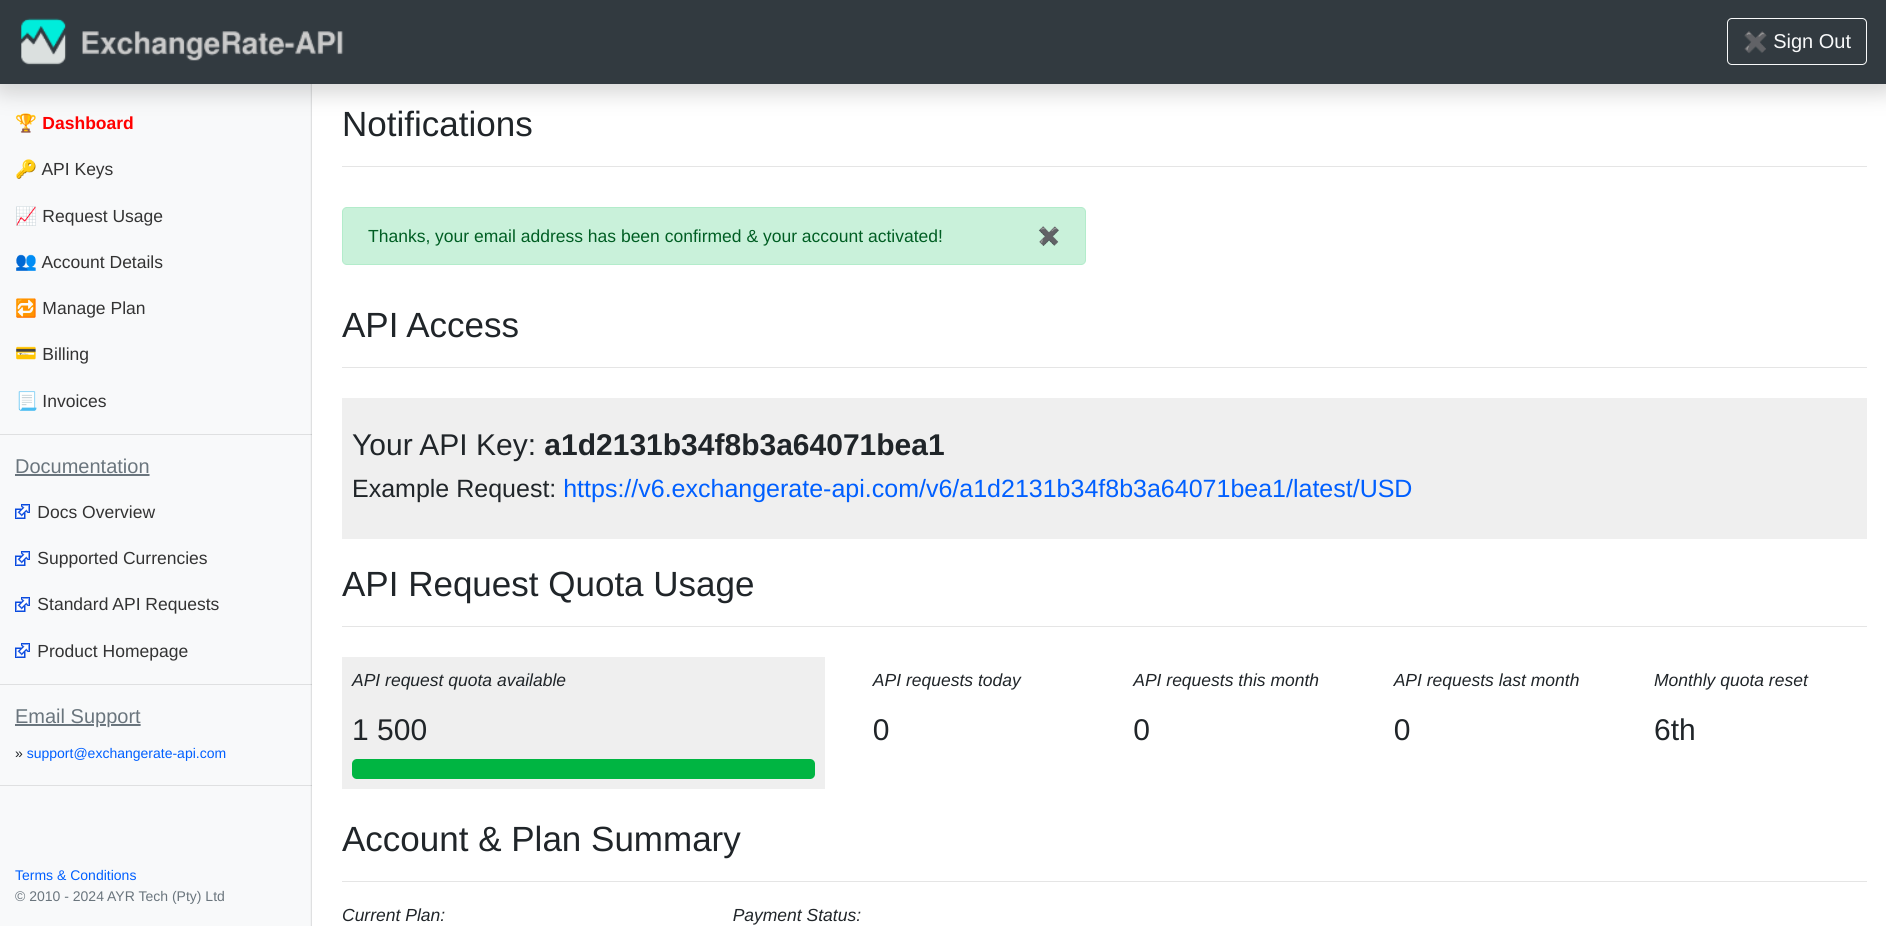 ExchangeRate-API
Sign Out
Dashboard
API Keys
Request Usage
Account Details
Manage Plan
Billing
Invoices
Documentation
Docs Overview
Supported Currencies
Standard API Requests
Product Homepage
Email Support
» support@exchangerate-api.com
Terms & Conditions
© 2010 - 2024 AYR Tech (Pty) Ltd
Notifications
Thanks, your email address has been confirmed & your account activated!
API Access
Your API Key: a1d2131b34f8b3a64071bea1
Example Request: https://v6.exchangerate-api.com/v6/a1d2131b34f8b3a64071bea1/latest/USD
API Request Quota Usage
API request quota available
1 500
API requests today
0
API requests this month
0
API requests last month
0
Monthly quota reset
6th
Account & Plan Summary
Current Plan:
Payment Status: